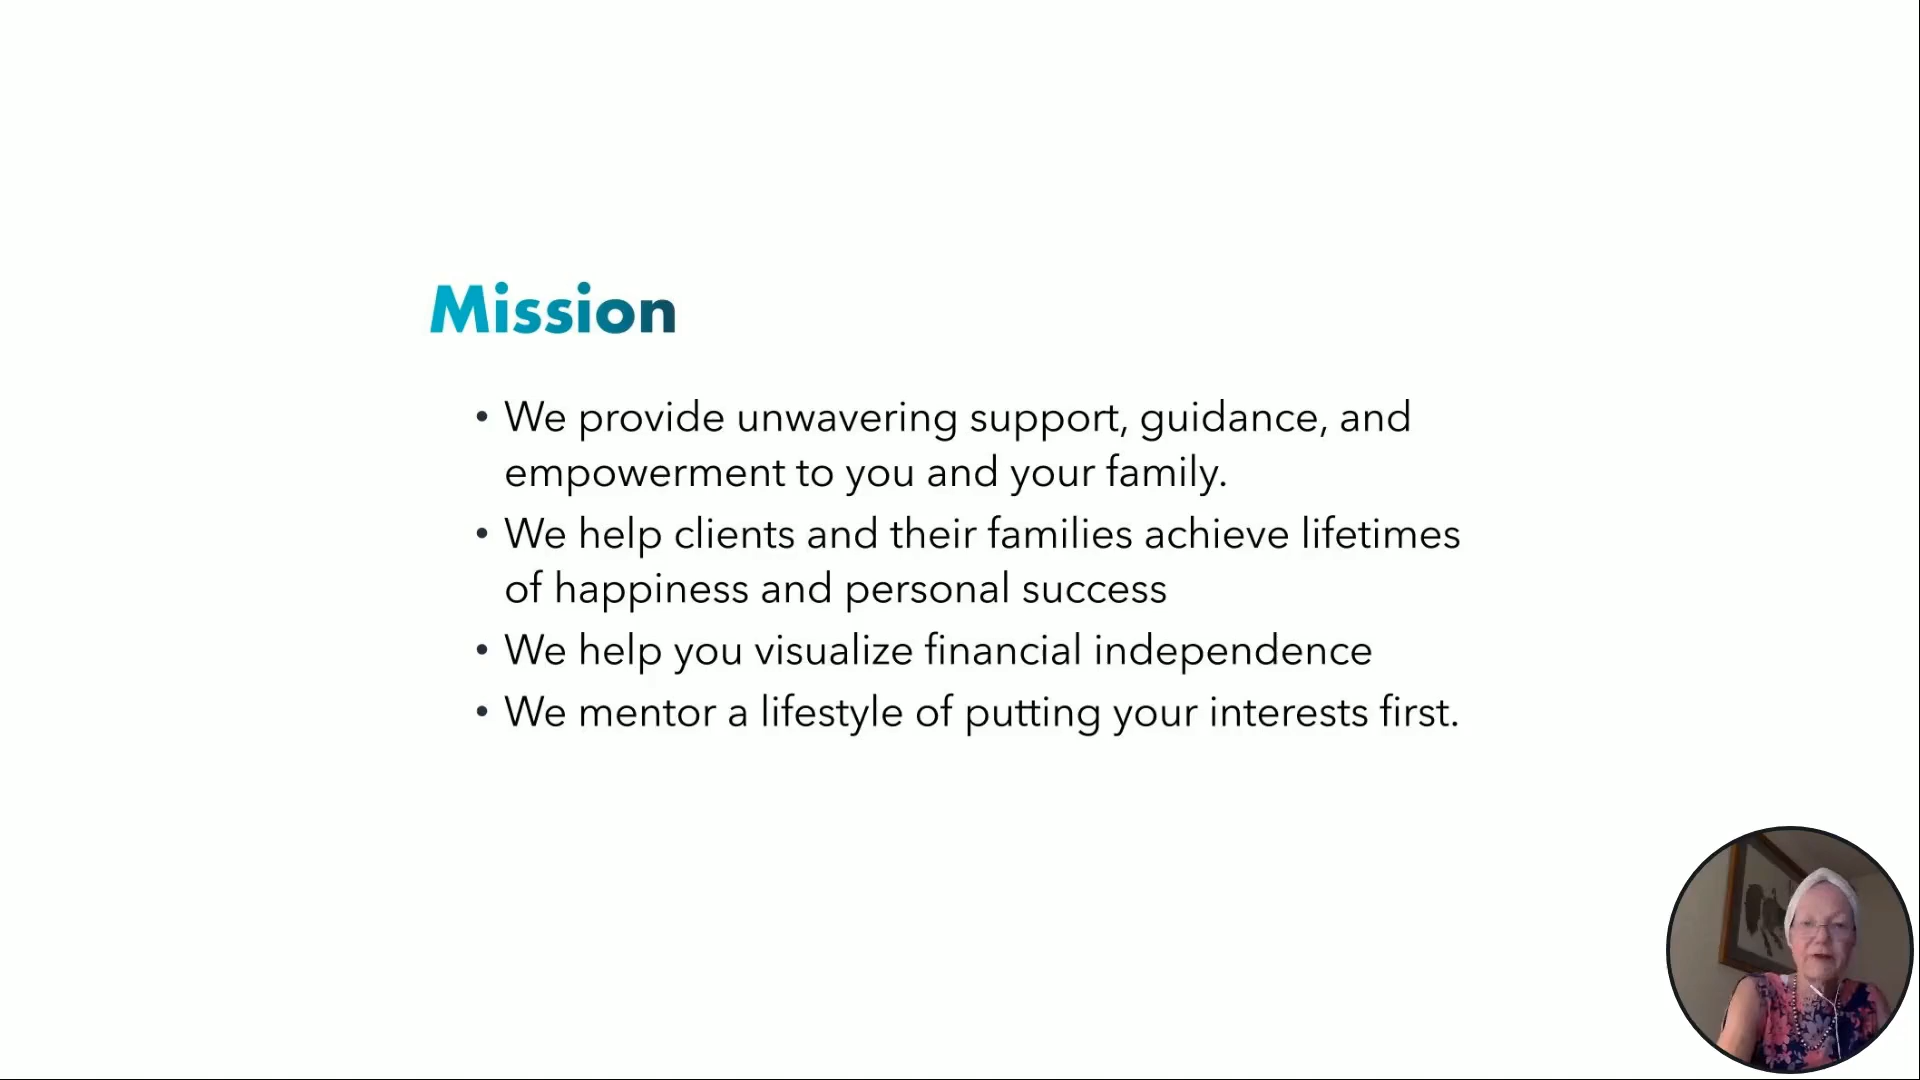 Mission
• We provide unwavering support, guidance, and
empowerment to you and your family.
• We help clients and their families achieve lifetimes
of happiness and personal success
• We help you visualize financial independence
• We mentor a lifestyle of putting your interests first.